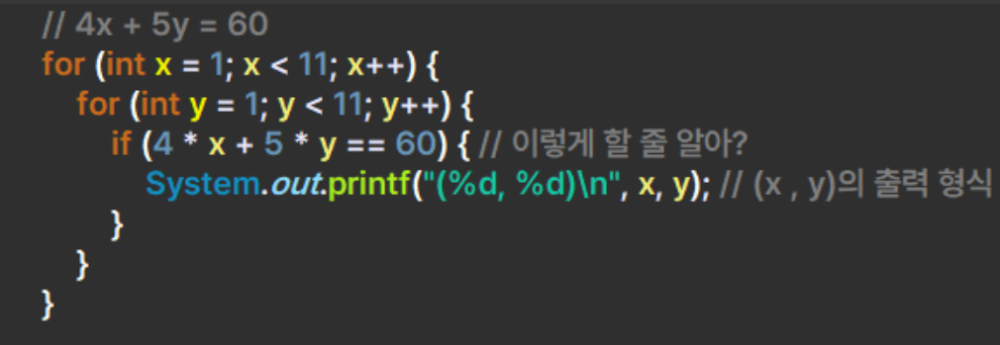 // 4x + 5y = 60
for (int x = 1; x < 11; x++) {
for (int y = 1; y < 11; y++) {
if (4 * x + 5 * y == 60) { // 이렇게 할 줄 알아?
System.out.printf("(%d, %d)\n", x, y); // (x , y)의 출력 형식
}
}
}